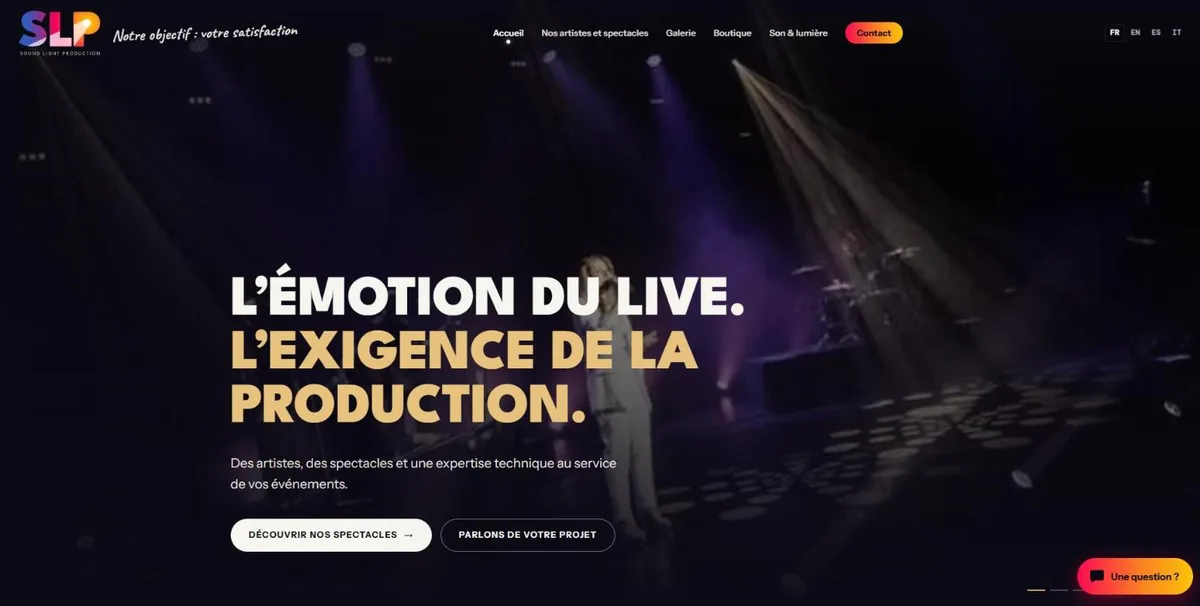 SLP
SOUND LIGHT PRODUCTION
Notre objectif : votre satisfaction
Accueil
Nos artistes et spectacles
Galerie
Boutique
Son & lumière
Contact
FR
EN
ES
IT
L’ÉMOTION DU LIVE.
L’EXIGENCE DE LA
PRODUCTION.
Des artistes, des spectacles et une expertise technique au service
de vos événements.
DÉCOUVRIR NOS SPECTACLES →
PARLONS DE VOTRE PROJET
Une question ?